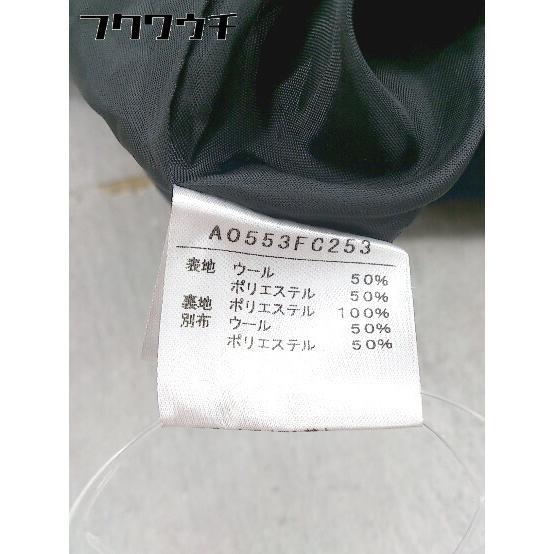 フクウロウチ
A0553FC253
表地 ウール 50%
ポリエステル 50%
裏地 ポリエステル 100%
別布 ウール 50%
ポリエステル 50%